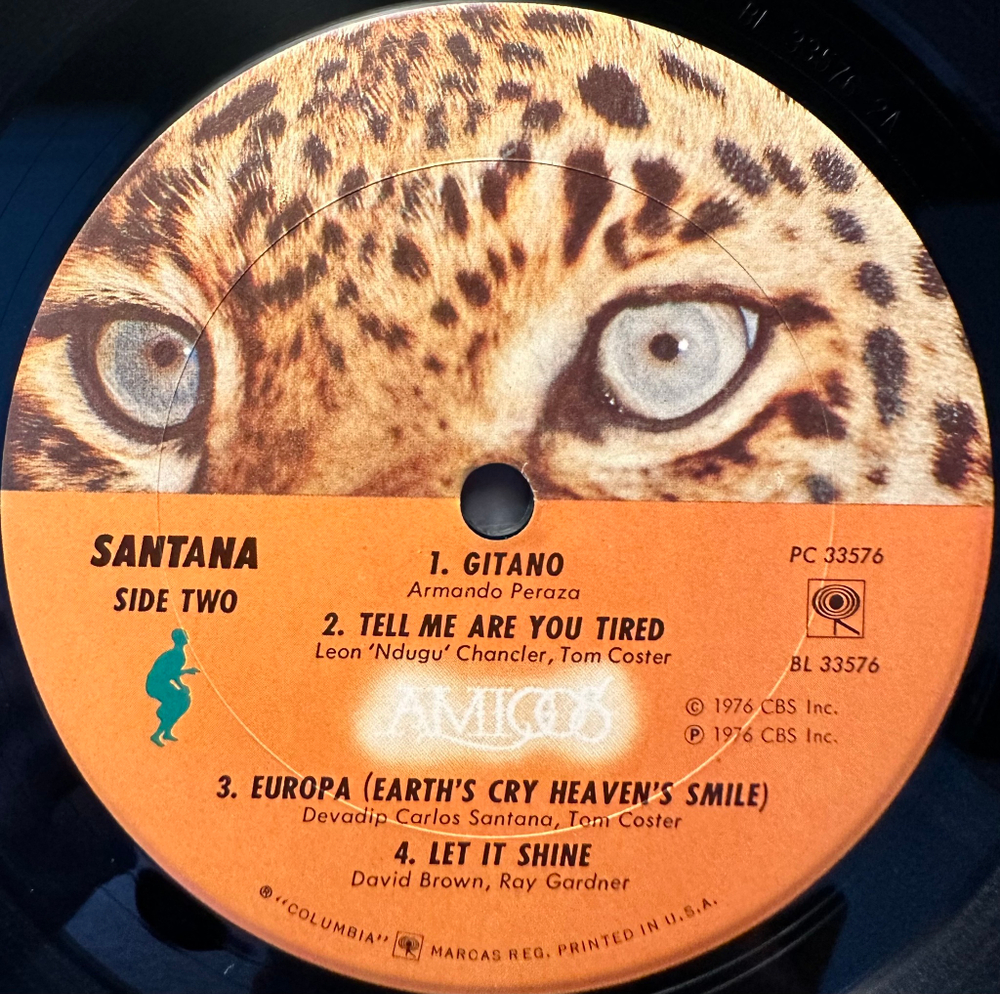 SANTANA
SIDE TWO
1. GITANO
Armando Peraza
2. TELL ME ARE YOU TIRED
Leon 'Ndugu' Chancler, Tom Coster
AMIGOS
PC 33576
BL 33576
© 1976 CBS Inc.
℗ 1976 CBS Inc.
3. EUROPA (EARTH'S CRY HEAVEN'S SMILE)
Devadip Carlos Santana, Tom Coster
4. LET IT SHINE
David Brown, Ray Gardner
® "COLUMBIA" MARCAS REG. PRINTED IN U.S.A.